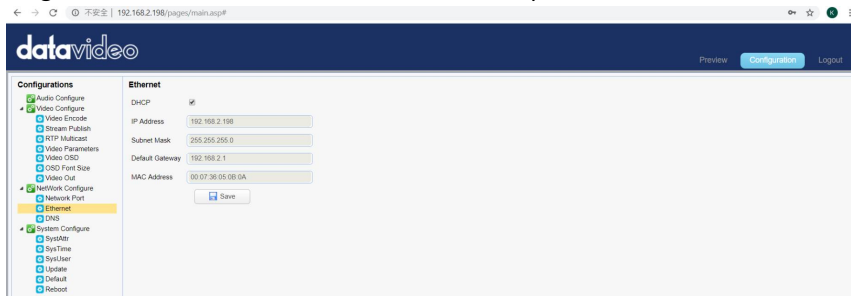 不安全 | 192.168.2.198/pages/main.asp#
K
datavideo
Preview
Configuration
Logout
Configurations
Audio Configure
Video Configure
Video Encode
Stream Publish
RTP Multicast
Video Parameters
Video OSD
OSD Font Size
Video Out
NetWork Configure
Network Port
Ethernet
DNS
System Configure
SystAttr
SysTime
SysUser
Update
Default
Reboot
Ethernet
DHCP
IP Address 192.168.2.198
Subnet Mask 255.255.255.0
Default Gateway 192.168.2.1
MAC Address 00:07:36:05:0B:0A
Save